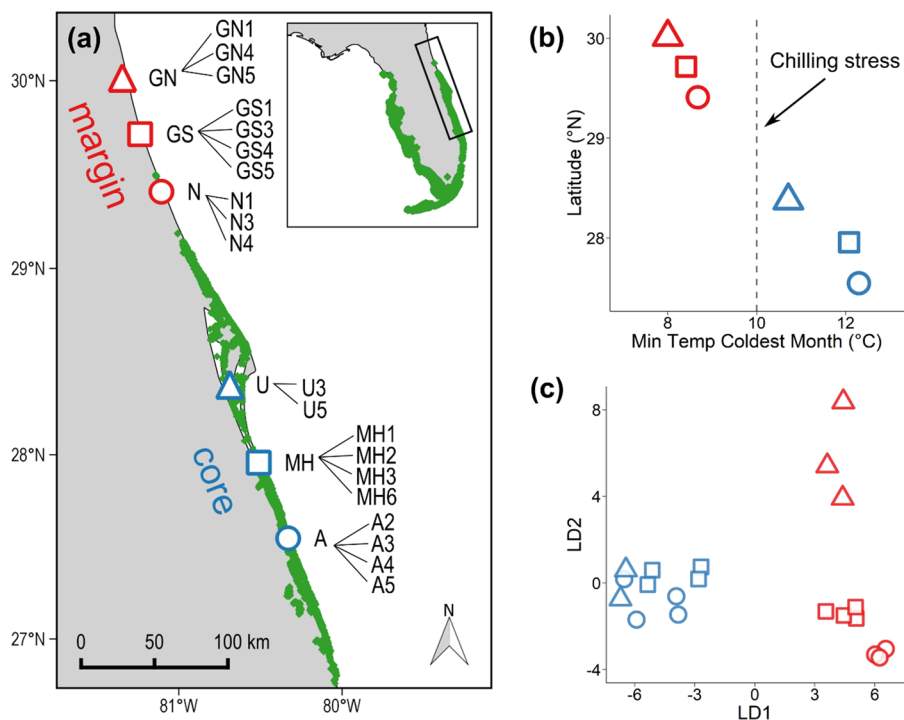 (a)
30°N
29°N
28°N
27°N
81°W
80°W
margin
core
GN
GN1
GN4
GN5
GS
GS1
GS3
GS4
GS5
N
N1
N3
N4
U
U3
U5
MH
MH1
MH2
MH3
MH6
A
A2
A3
A4
A5
0 50 100 km
N
(b)
Chilling stress
Latitude (°N)
30
29
28
8 10 12
Min Temp Coldest Month (°C)
(c)
LD2
8
4
0
-4
-6 -3 0 3 6
LD1